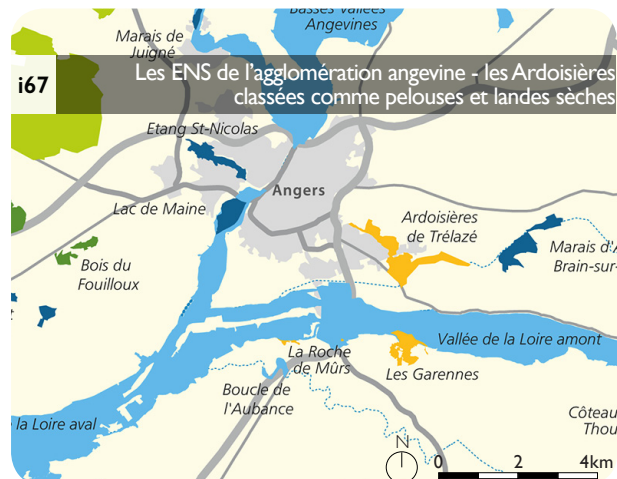 Basses Vallées
Angevines
Marais de
Juigné
i67
Les ENS de l'agglomération angevine - les Ardoisières
classées comme pelouses et landes sèches
Etang St-Nicolas
Angers
Lac de Maine
Ardoisières
de Trélazé
Marais d'A
Brain-sur-
Bois du
Fouilloux
Vallée de la Loire amont
La Roche
de Mûrs
Les Garennes
Boucle de
l'Aubance
la Loire aval
Côteau
Thou
N
0 2 4km